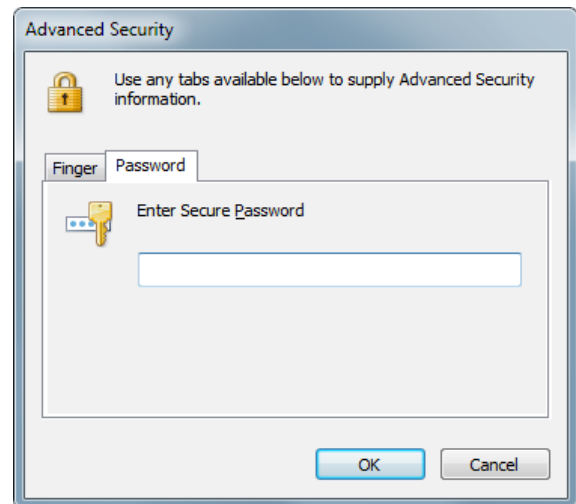 Advanced Security
Use any tabs available below to supply Advanced Security
information.
Finger Password
Enter Secure Password
OK Cancel